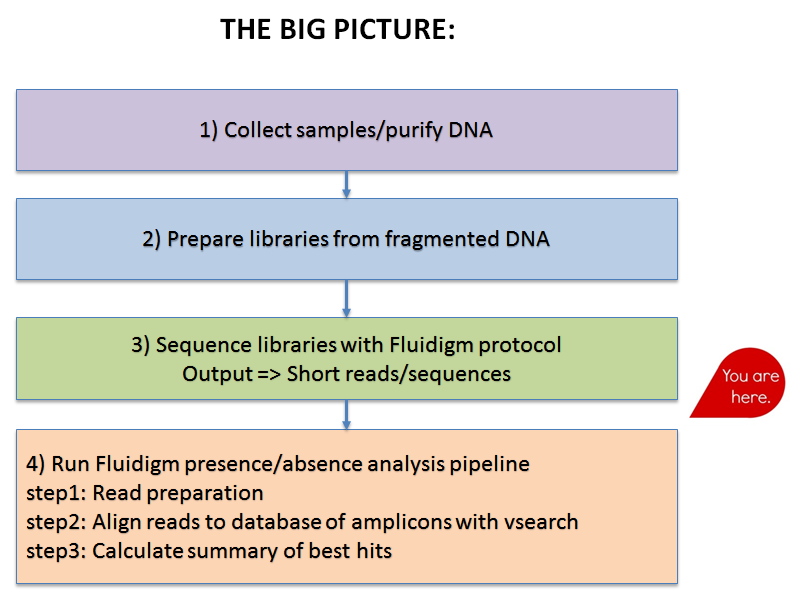 THE BIG PICTURE:
1) Collect samples/purify DNA
2) Prepare libraries from fragmented DNA
3) Sequence libraries with Fluidigm protocol
Output => Short reads/sequences
You are
here.
4) Run Fluidigm presence/absence analysis pipeline
step1: Read preparation
step2: Align reads to database of amplicons with vsearch
step3: Calculate summary of best hits